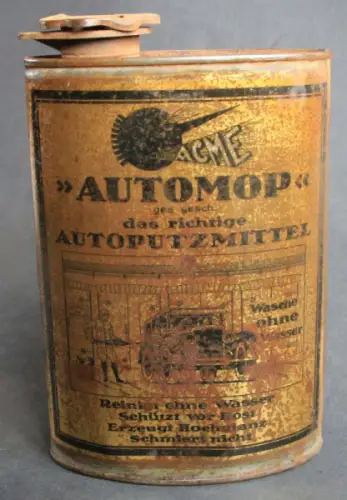 ACME
»AUTOMOP«
ges. gesch.
das richtige
AUTOPUTZMITTEL
Wasche
ohne
Wasser
Reinigt ohne Wasser
Schützt vor Rost
Erzeugt Hochglanz
Schmiert nicht